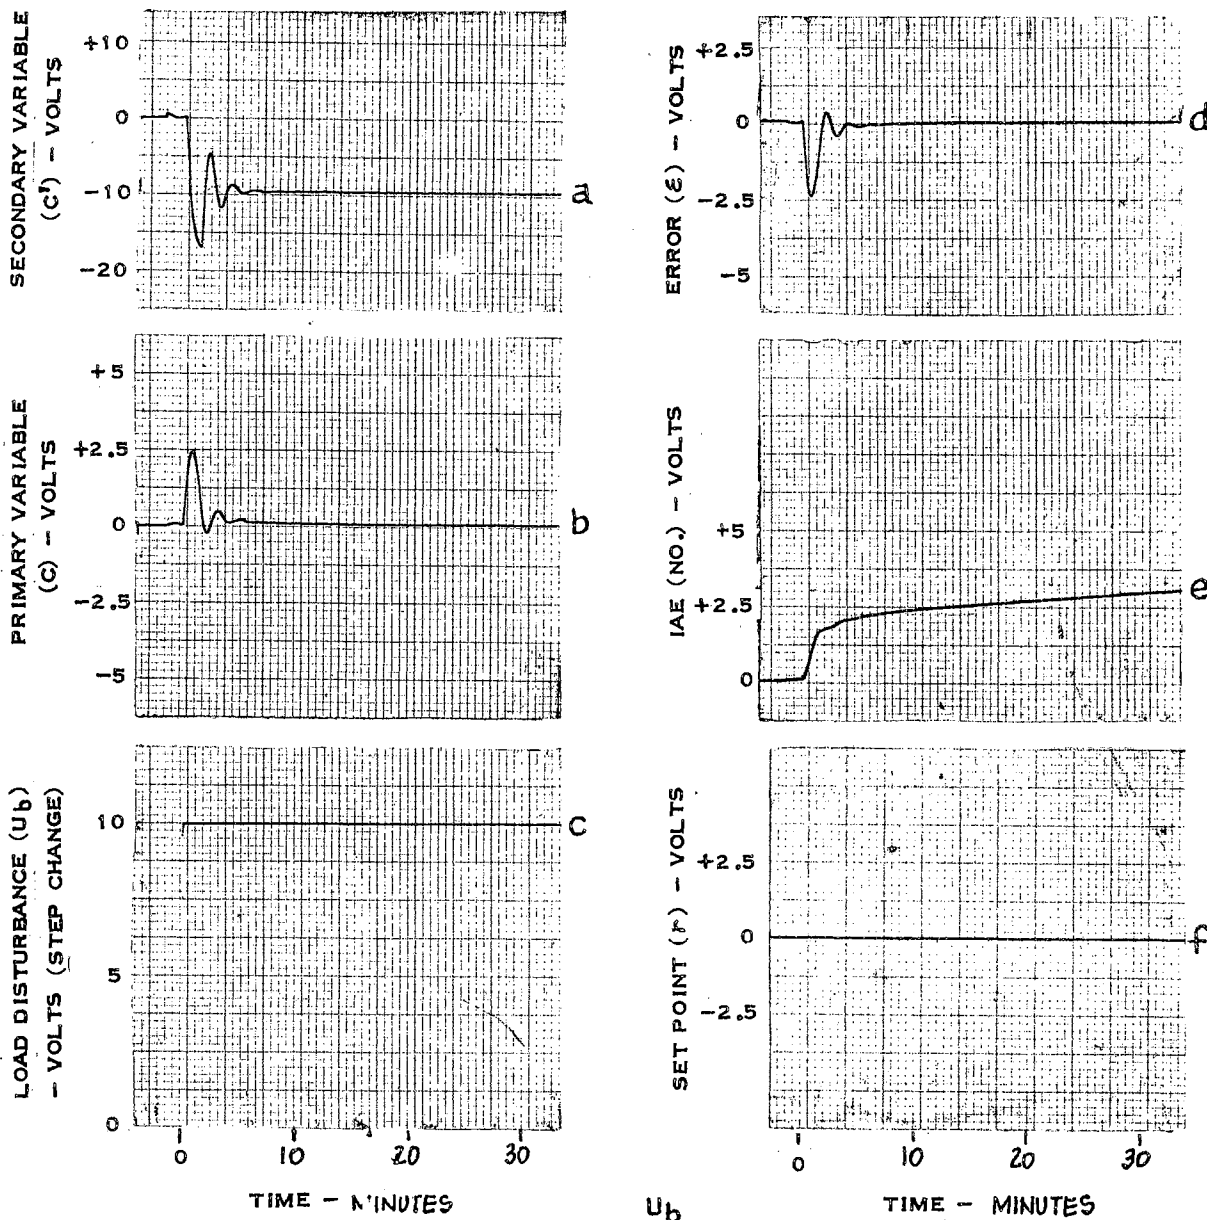 SECONDARY VARIABLE
(C') – VOLTS
+10
0
-10
-20
a
PRIMARY VARIABLE
(C) – VOLTS
+5
+2.5
0
-2.5
-5
b
LOAD DISTURBANCE (Ub)
- VOLTS (STEP CHANGE)
10
5
0
c
0 10 20 30
TIME – MINUTES
ERROR (ε) – VOLTS
+2.5
0
-2.5
-5
d
IAE (NO.) – VOLTS
+5
+2.5
0
e
SET POINT (r) – VOLTS
+2.5
0
-2.5
f
0 10 20 30
TIME – MINUTES
Ub